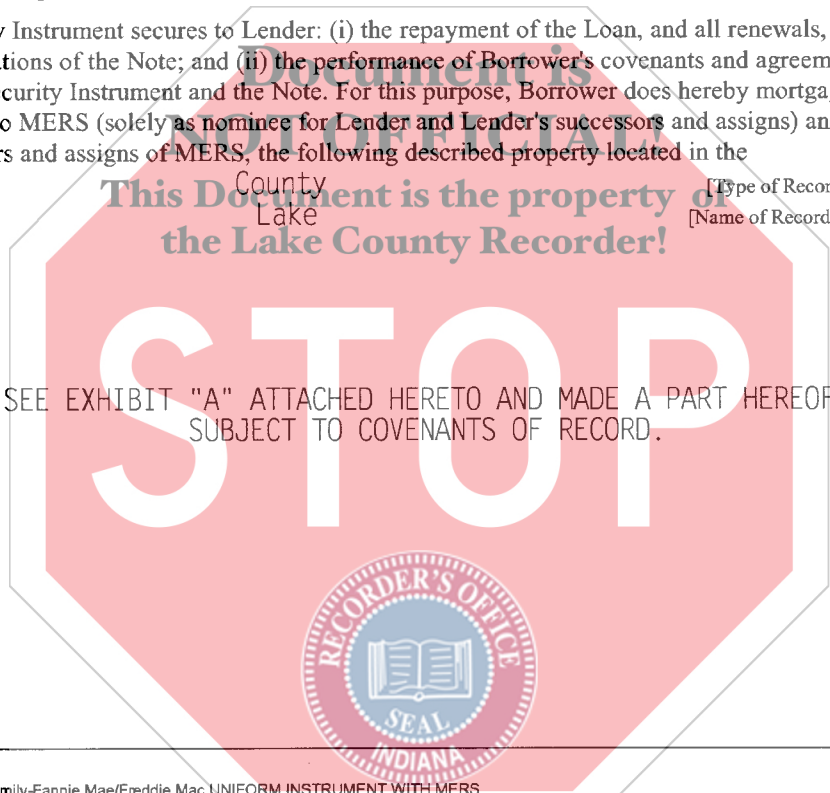 Instrument secures to Lender: (i) the repayment of the Loan, and all renewals,
tions of the Note; and (ii) the performance of Borrower's covenants and agreem
Document is
curity Instrument and the Note. For this purpose, Borrower does hereby mortga
o MERS (solely as nominee for Lender and Lender's successors and assigns) an
NOT OFFICIAL!
rs and assigns of MERS, the following described property located in the
County [Type of Recor
This Document is the property of
Lake [Name of Record
the Lake County Recorder!
STOP
SEE EXHIBIT "A" ATTACHED HERETO AND MADE A PART HEREOF
SUBJECT TO COVENANTS OF RECORD.
RECORDER'S OFFICE
SEAL
INDIANA
mily-Fannie Mae/Freddie Mac UNIFORM INSTRUMENT WITH MERS